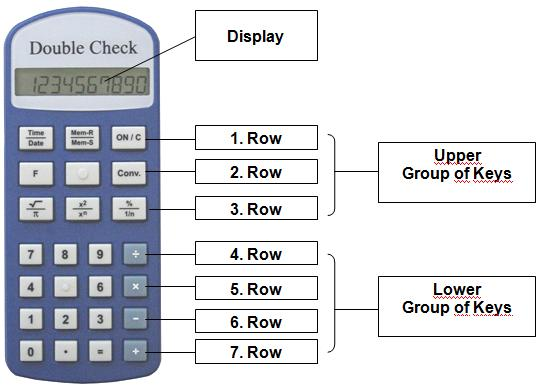 Double Check
1234567890
Display
Time Mem-R ON / C
Date Mem-S
1. Row
F Conv.
2. Row
√ x² %
π xⁿ 1/n
3. Row
Upper
Group of Keys
7 8 9 ÷
4. Row
4 6 ×
5. Row
1 2 3 −
6. Row
0 . = +
7. Row
Lower
Group of Keys